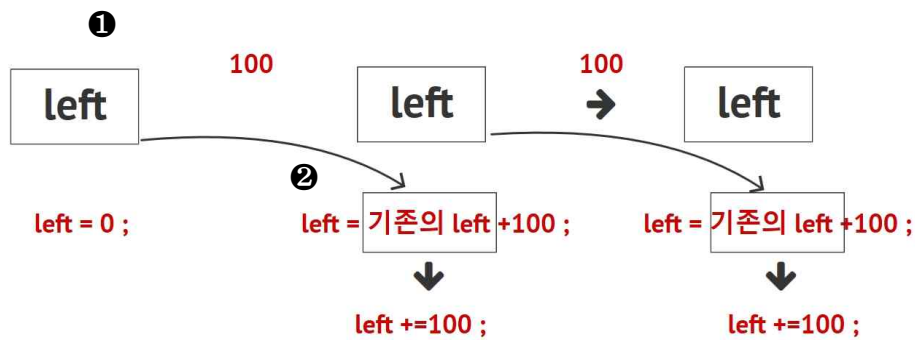 ❶
100 100
left left left
❷
left = 0 ; left = 기존의 left +100 ; left = 기존의 left +100 ;
left +=100 ; left +=100 ;